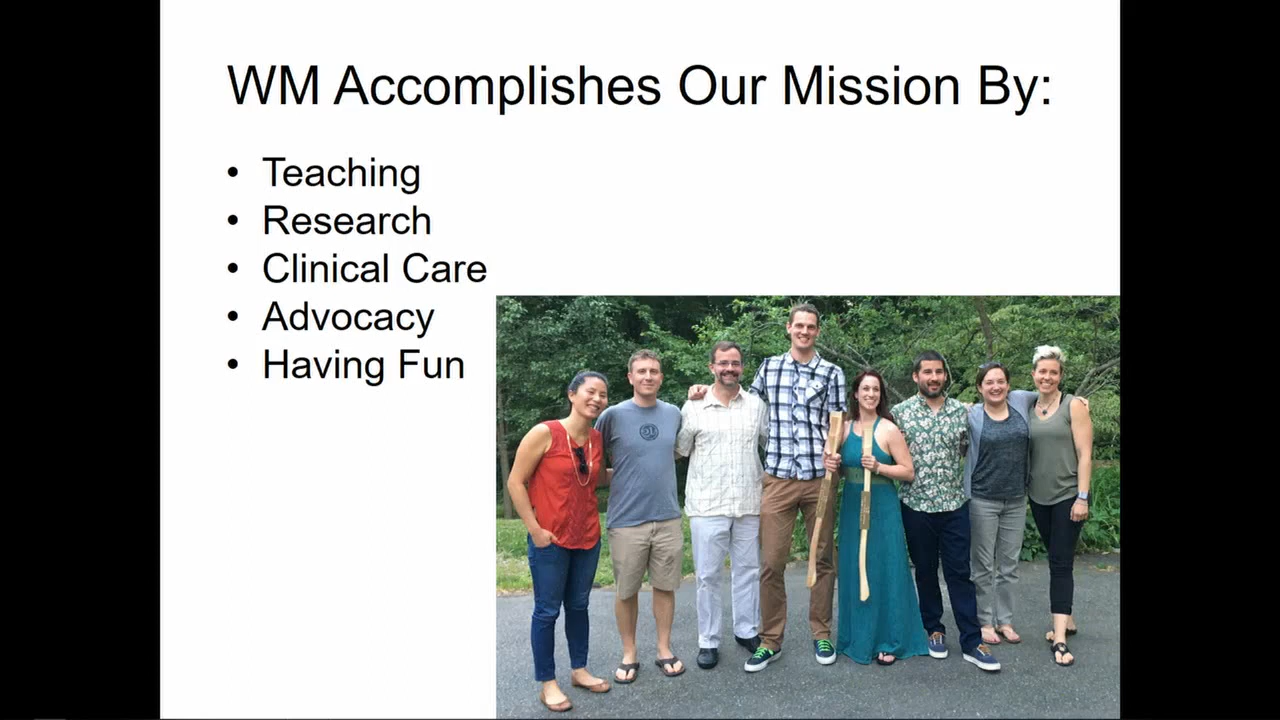 WM Accomplishes Our Mission By:
• Teaching
• Research
• Clinical Care
• Advocacy
• Having Fun